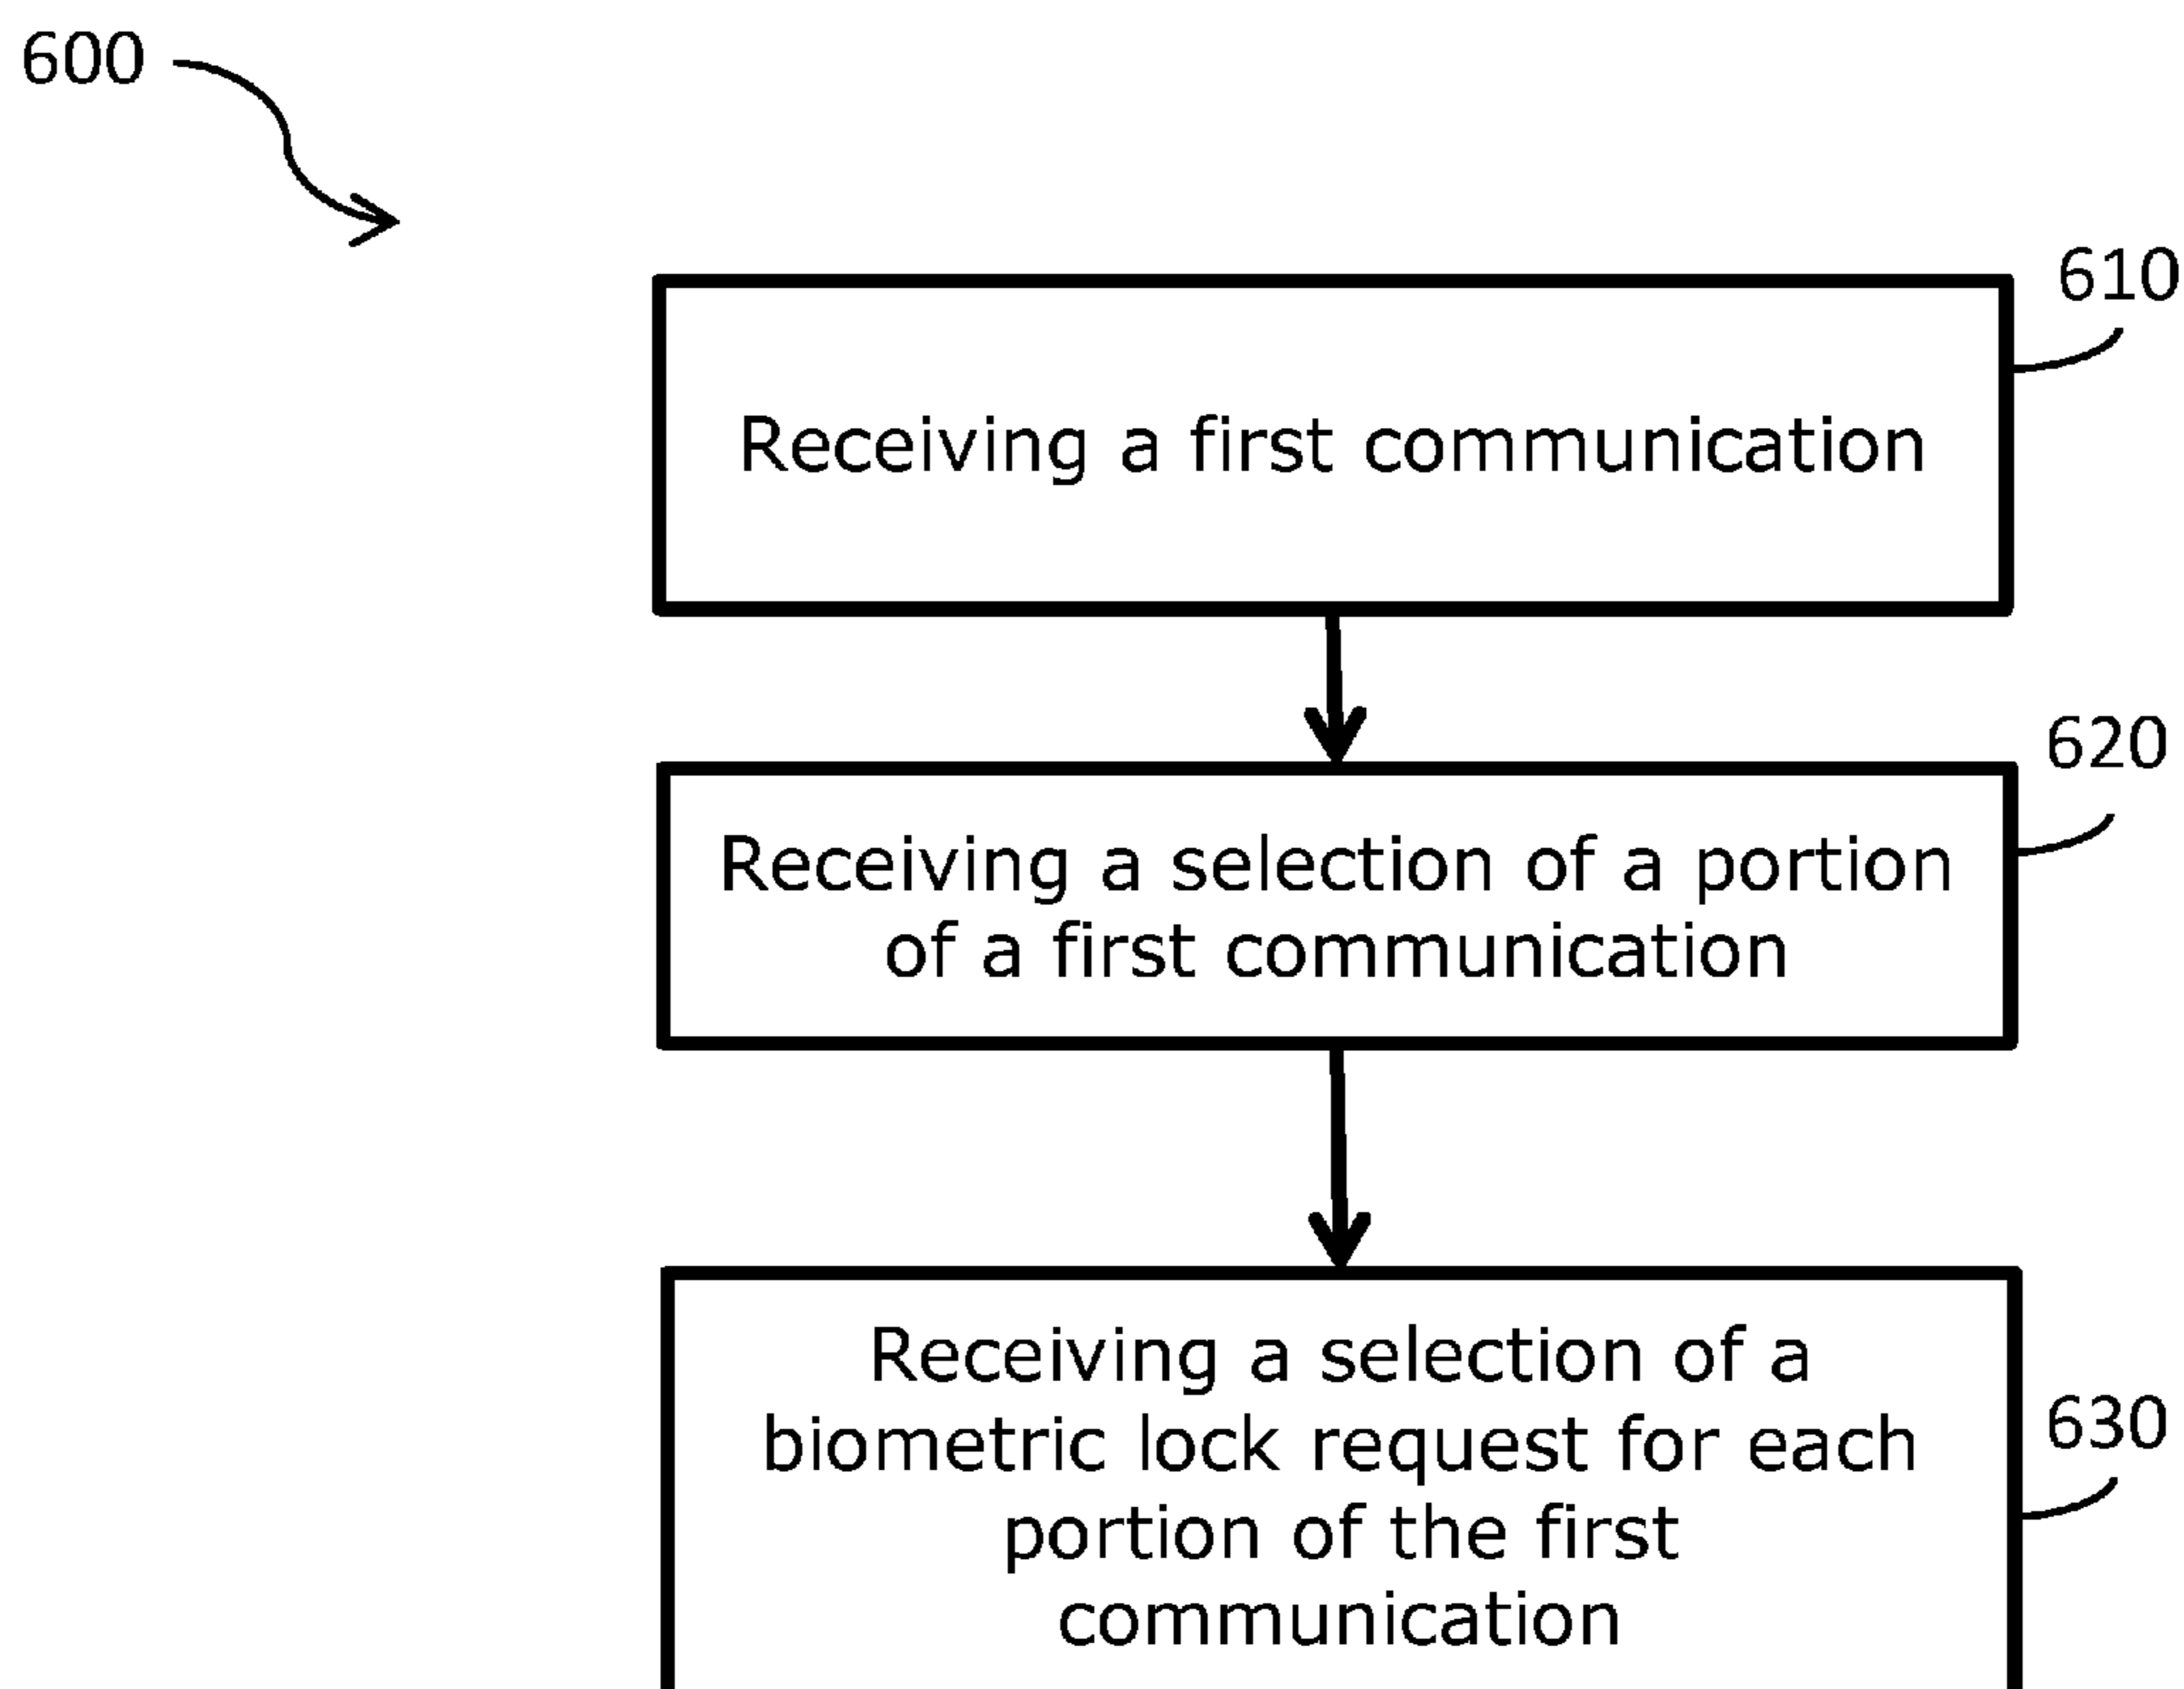 600
610
Receiving a first communication
620
Receiving a selection of a portion
of a first communication
Receiving a selection of a
biometric lock request for each
630
portion of the first
communication